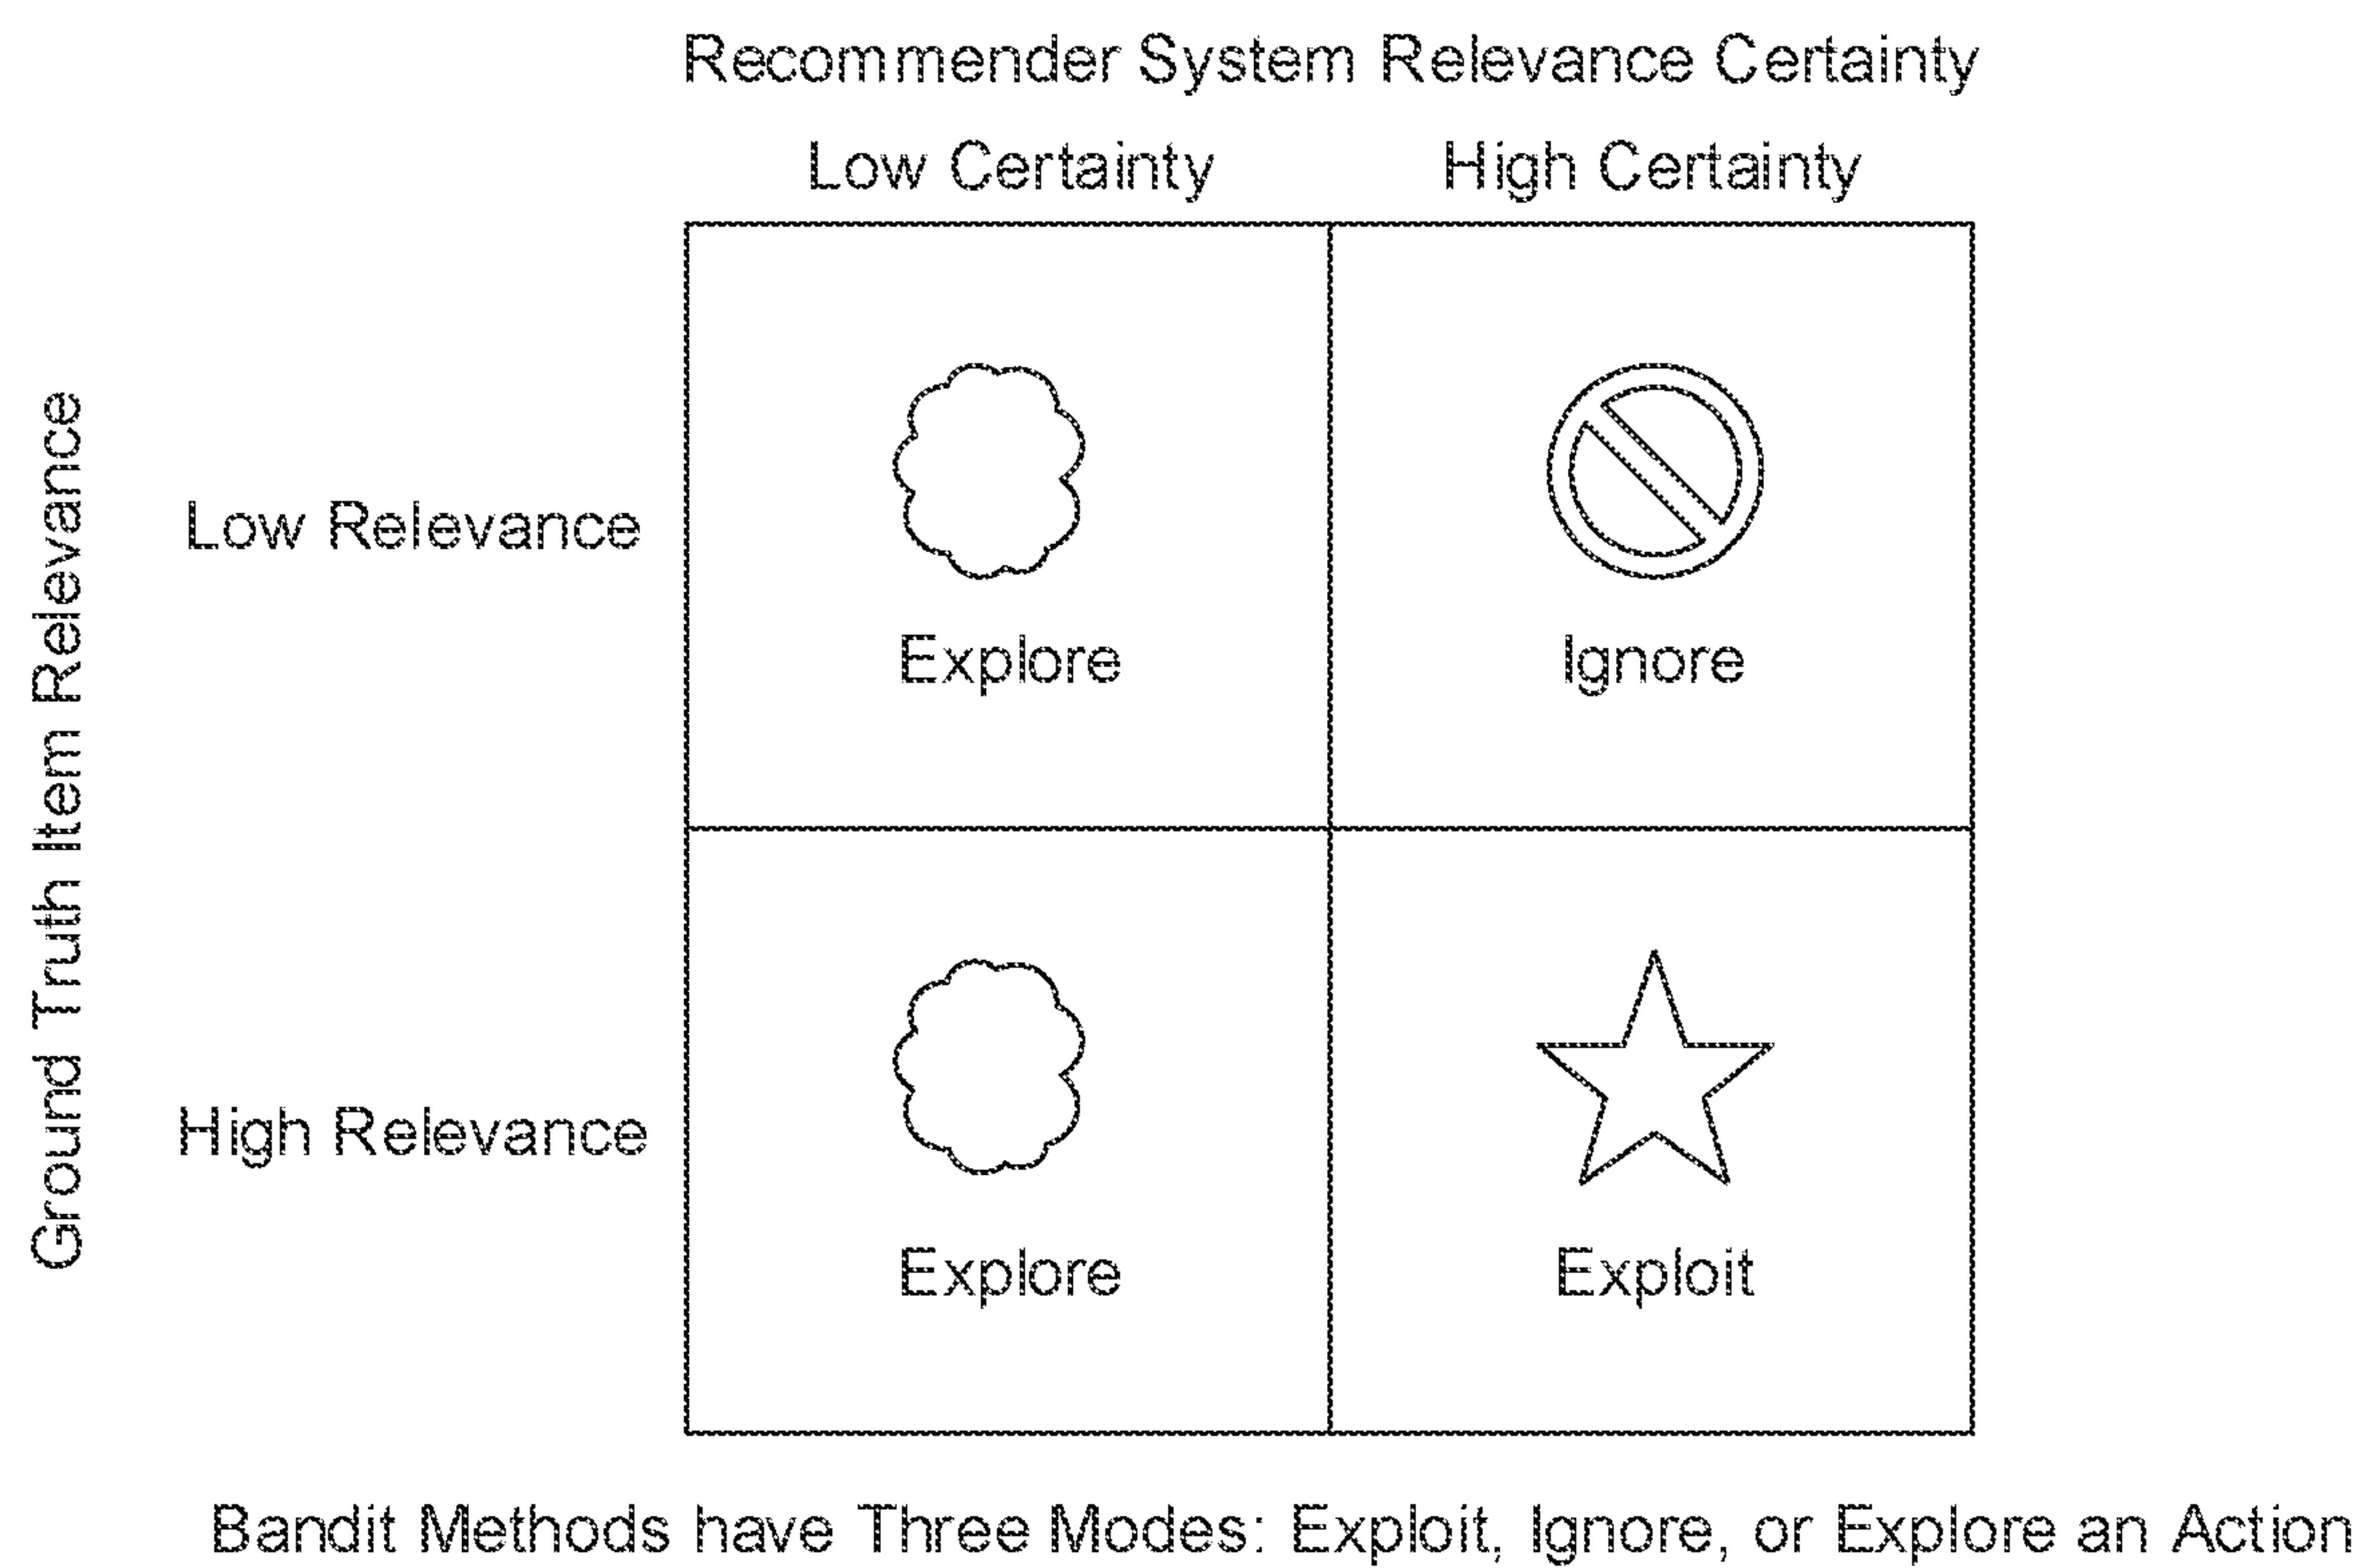 Recommender System Relevance Certainty
Low Certainty
High Certainty
Ground Truth Item Relevance
Low Relevance
Explore
Ignore
High Relevance
Explore
Exploit
Bandit Methods have Three Modes: Exploit, Ignore, or Explore an Action